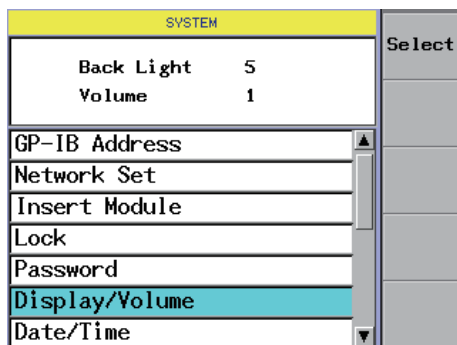 SYSTEM
Select
Back Light 5
Volume 1
GP-IB Address
Network Set
Insert Module
Lock
Password
Display/Volume
Date/Time